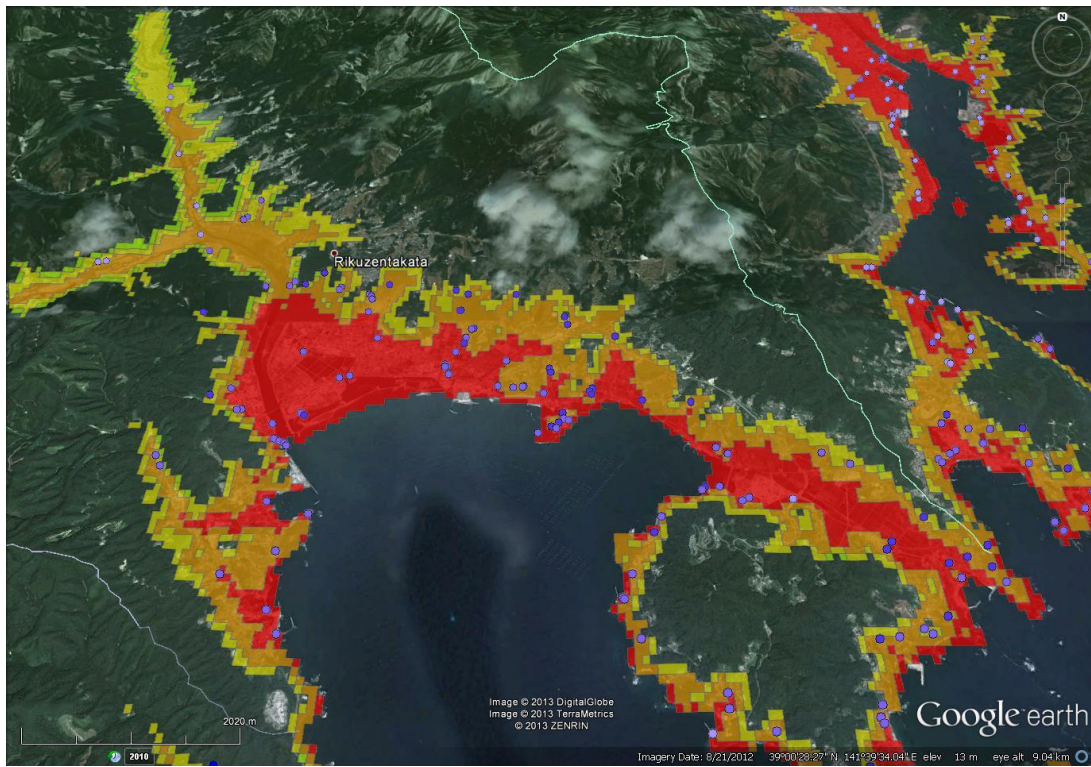 N
Rikuzentakata
2020 m
Image © 2013 DigitalGlobe
Image © 2013 TerraMetrics
© 2013 ZENRIN
Google earth
2010
Imagery Date: 8/21/2012 39°00'28.27" N 141°39'34.04" E elev 13 m eye alt 9.04 km